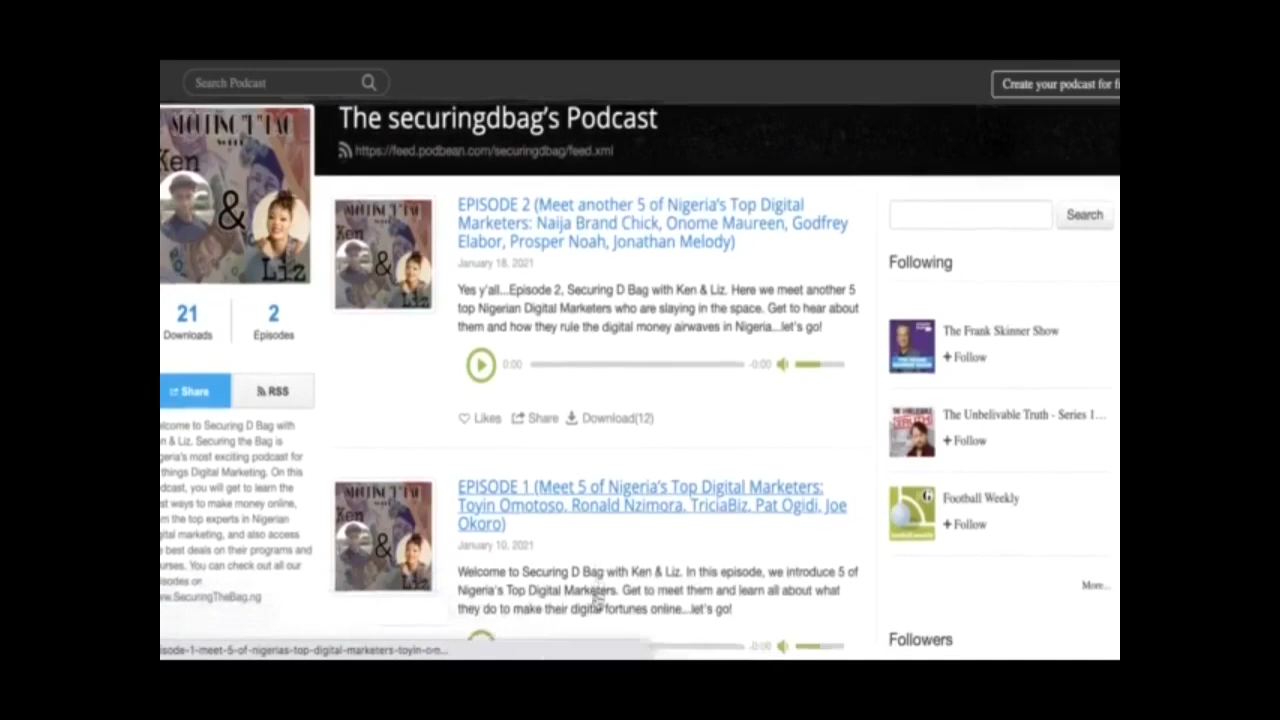 Search Podcast
Create your podcast for f
The securingdbag's Podcast
https://feed.podbean.com/securingdbag/feed.xml
Ken
&
Liz
21
Downloads
2
Episodes
Share
RSS
lcome to Securing D Bag with
n & Liz. Securing the Bag is
geria's most exciting podcast for
things Digital Marketing. On this
dcast, you will get to learn the
st ways to make money online,
m the top experts in Nigerian
gital marketing, and also access
e best deals on their programs and
urses. You can check out all our
isodes on
ww.SecuringTheBag.ng
Ken
&
Liz
EPISODE 2 (Meet another 5 of Nigeria's Top Digital
Marketers: Naija Brand Chick, Onome Maureen, Godfrey
Elabor, Prosper Noah, Jonathan Melody)
January 18, 2021
Yes y'all...Episode 2, Securing D Bag with Ken & Liz. Here we meet another 5
top Nigerian Digital Marketers who are slaying in the space. Get to hear about
them and how they rule the digital money airwaves in Nigeria...let's go!
0:00
-0:00
Likes Share Download(12)
Ken
&
Liz
EPISODE 1 (Meet 5 of Nigeria's Top Digital Marketers:
Toyin Omotoso, Ronald Nzimora, TriciaBiz, Pat Ogidi, Joe
Okoro)
January 10, 2021
Welcome to Securing D Bag with Ken & Liz. In this episode, we introduce 5 of
Nigeria's Top Digital Marketers. Get to meet them and learn all about what
they do to make their digital fortunes online...let's go!
-0:00
Search
Following
The Frank Skinner Show
+ Follow
The Unbelivable Truth - Series 1...
+ Follow
Football Weekly
+ Follow
More...
Followers
isode-1-meet-5-of-nigerias-top-digital-marketers-toyin-om...